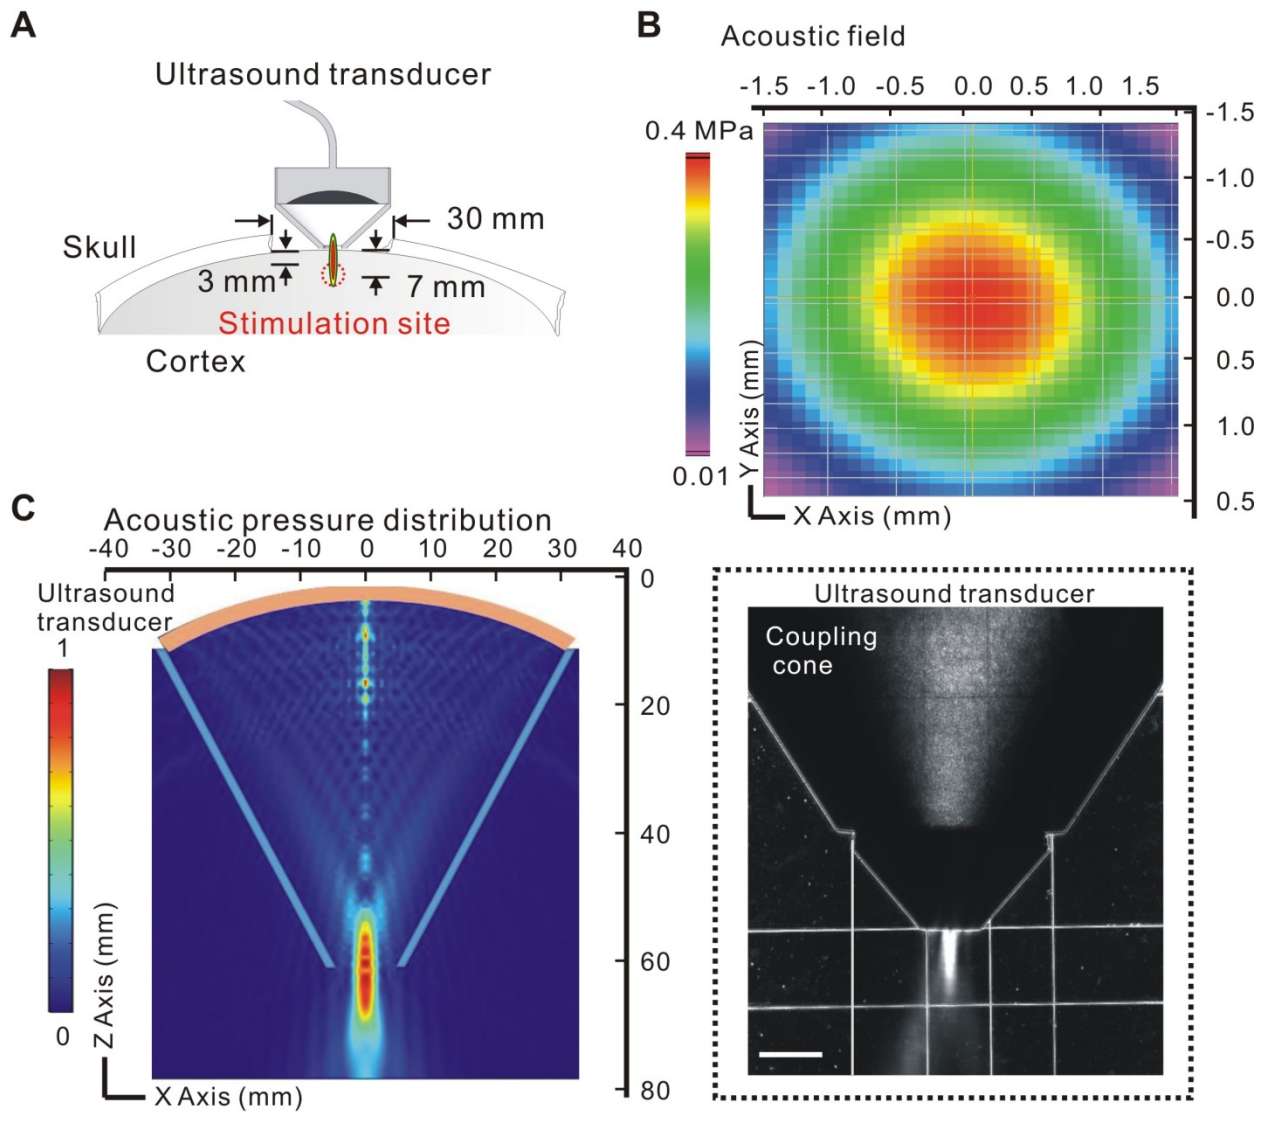 A
Ultrasound transducer
30 mm
Skull
3 mm
7 mm
Stimulation site
Cortex
B
Acoustic field
-1.5 -1.0 -0.5 0.0 0.5 1.0 1.5
0.4 MPa
0.01
-1.5
-1.0
-0.5
0.0
0.5
1.0
0.5
Y Axis (mm)
X Axis (mm)
C
Acoustic pressure distribution
-40 -30 -20 -10 0 10 20 30 40
Ultrasound
transducer
1
0
0
20
40
60
80
Z Axis (mm)
X Axis (mm)
Ultrasound transducer
Coupling
cone